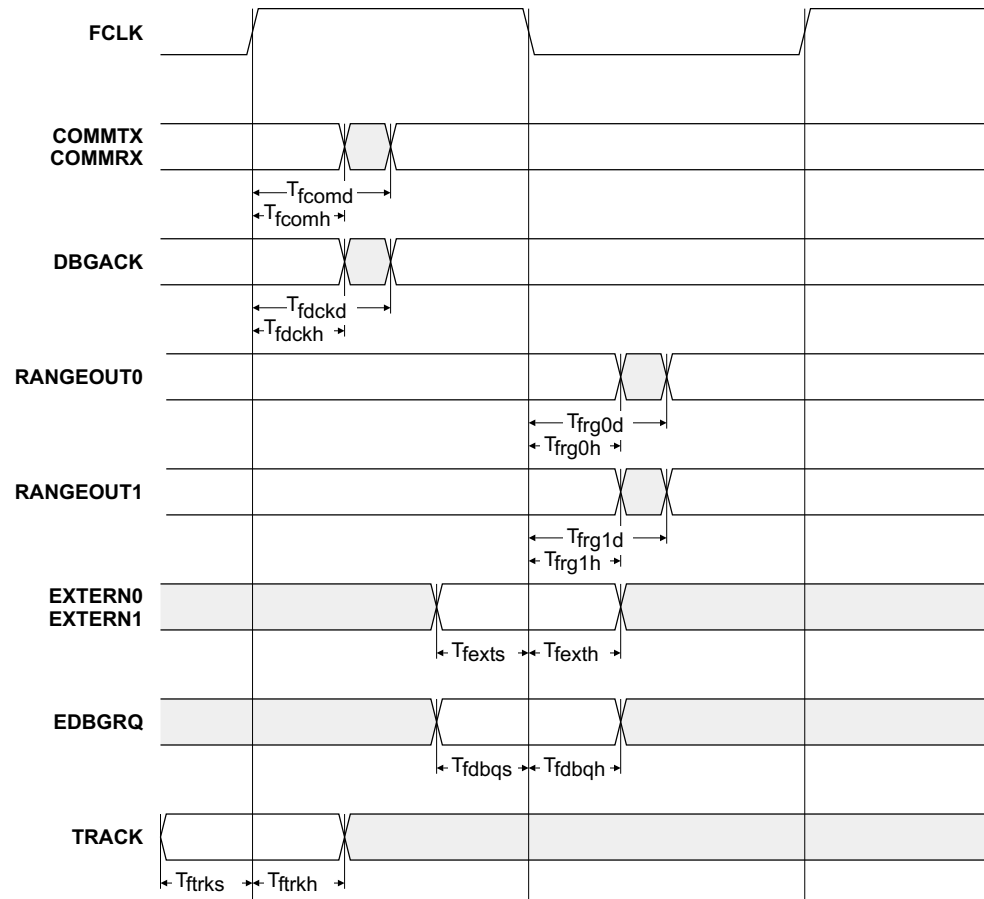 FCLK
COMMTX
COMMRX
Tfcomd
Tfcomh
DBGACK
Tfdckd
Tfdckh
RANGEOUT0
Tfrg0d
Tfrg0h
RANGEOUT1
Tfrg1d
Tfrg1h
EXTERN0
EXTERN1
Tfexts Tfexth
EDBGRQ
Tfdbqs Tfdbqh
TRACK
Tftrks Tftrkh